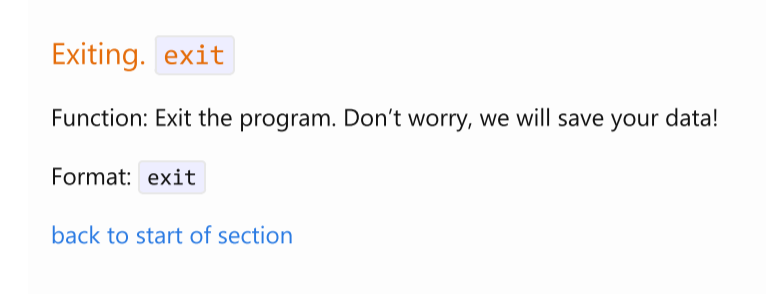 Exiting. exit
Function: Exit the program. Don’t worry, we will save your data!
Format: exit
back to start of section